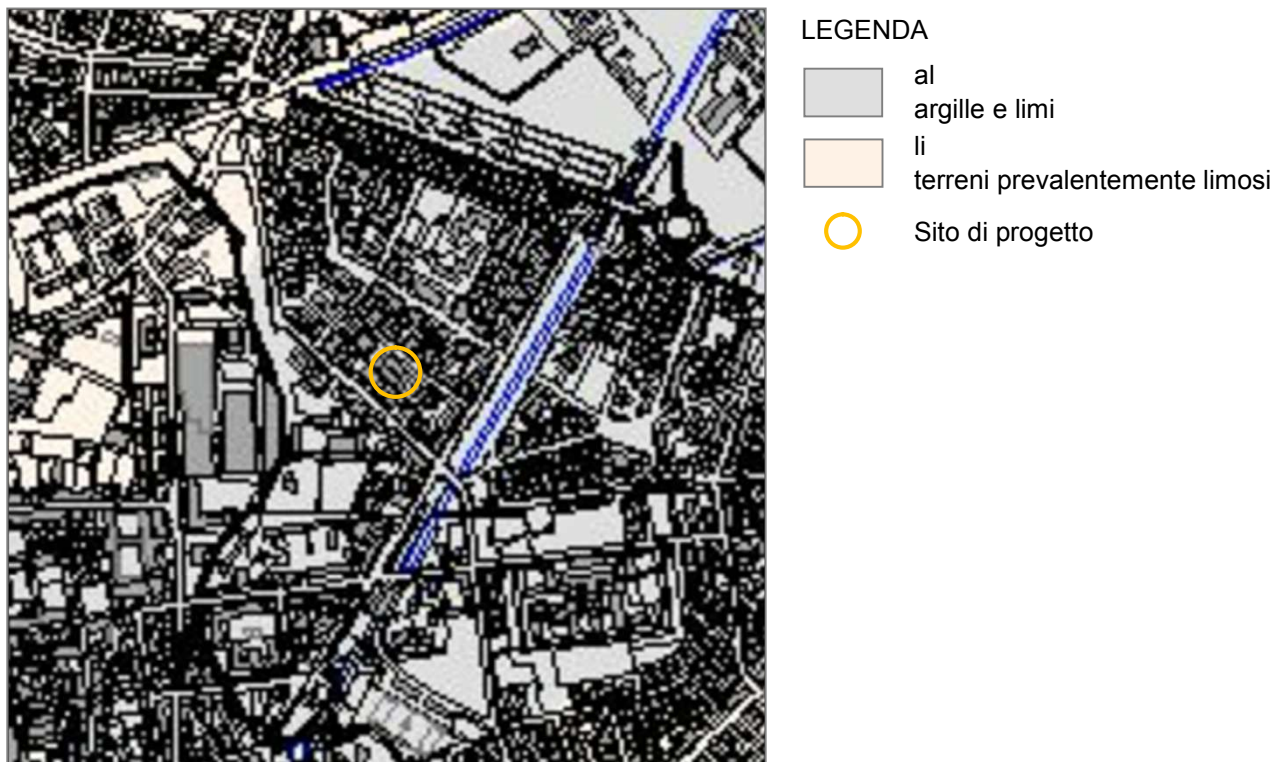 LEGENDA
al
argille e limi
li
terreni prevalentemente limosi
Sito di progetto